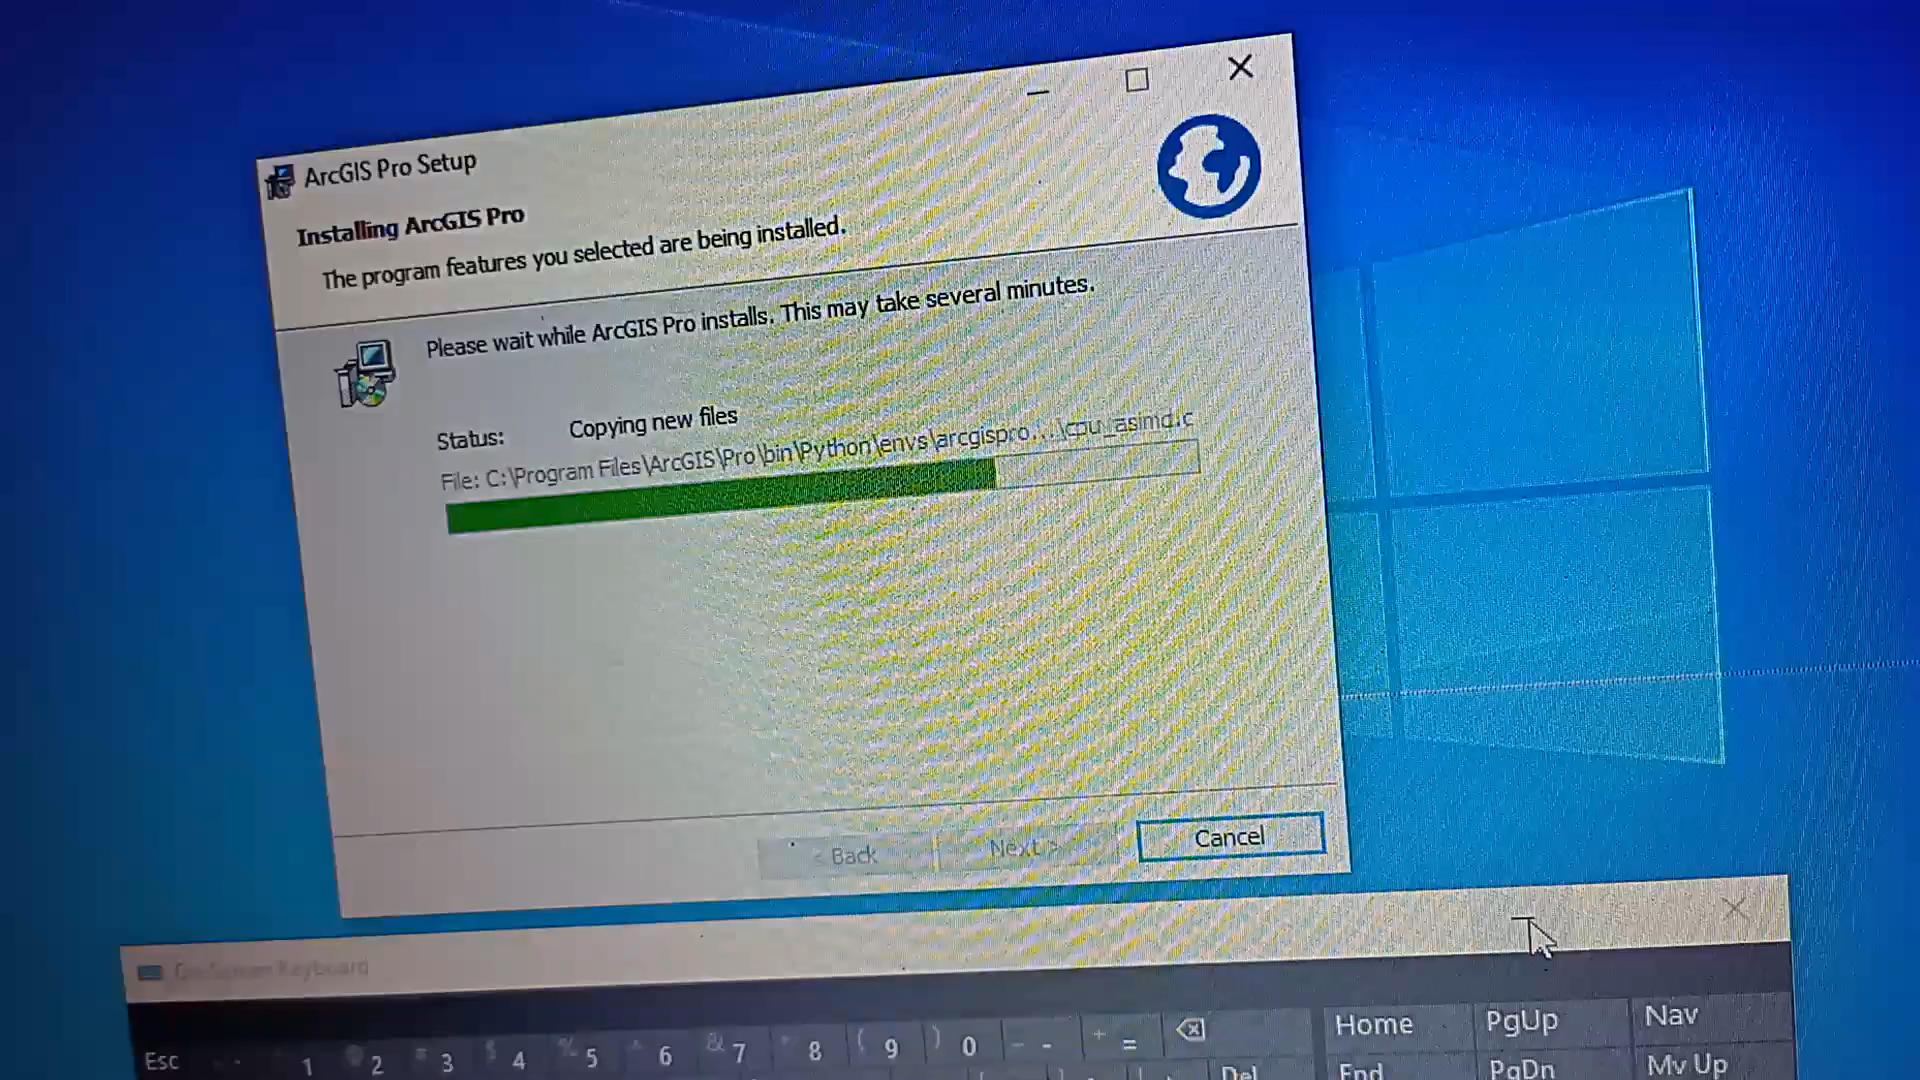 ArcGIS Pro Setup
Installing ArcGIS Pro
The program features you selected are being installed.
Please wait while ArcGIS Pro installs. This may take several minutes.
Status: Copying new files
File: C:\Program Files\ArcGIS\Pro\bin\Python\envs\arcgispro...\cpu_asimd.c
< Back Next > Cancel
On-Screen Keyboard
Esc 1 2 3 4 5 6 & 7 8 ( 9 ) 0 - + = Home PgUp Nav
Del End PgDn Mv Up